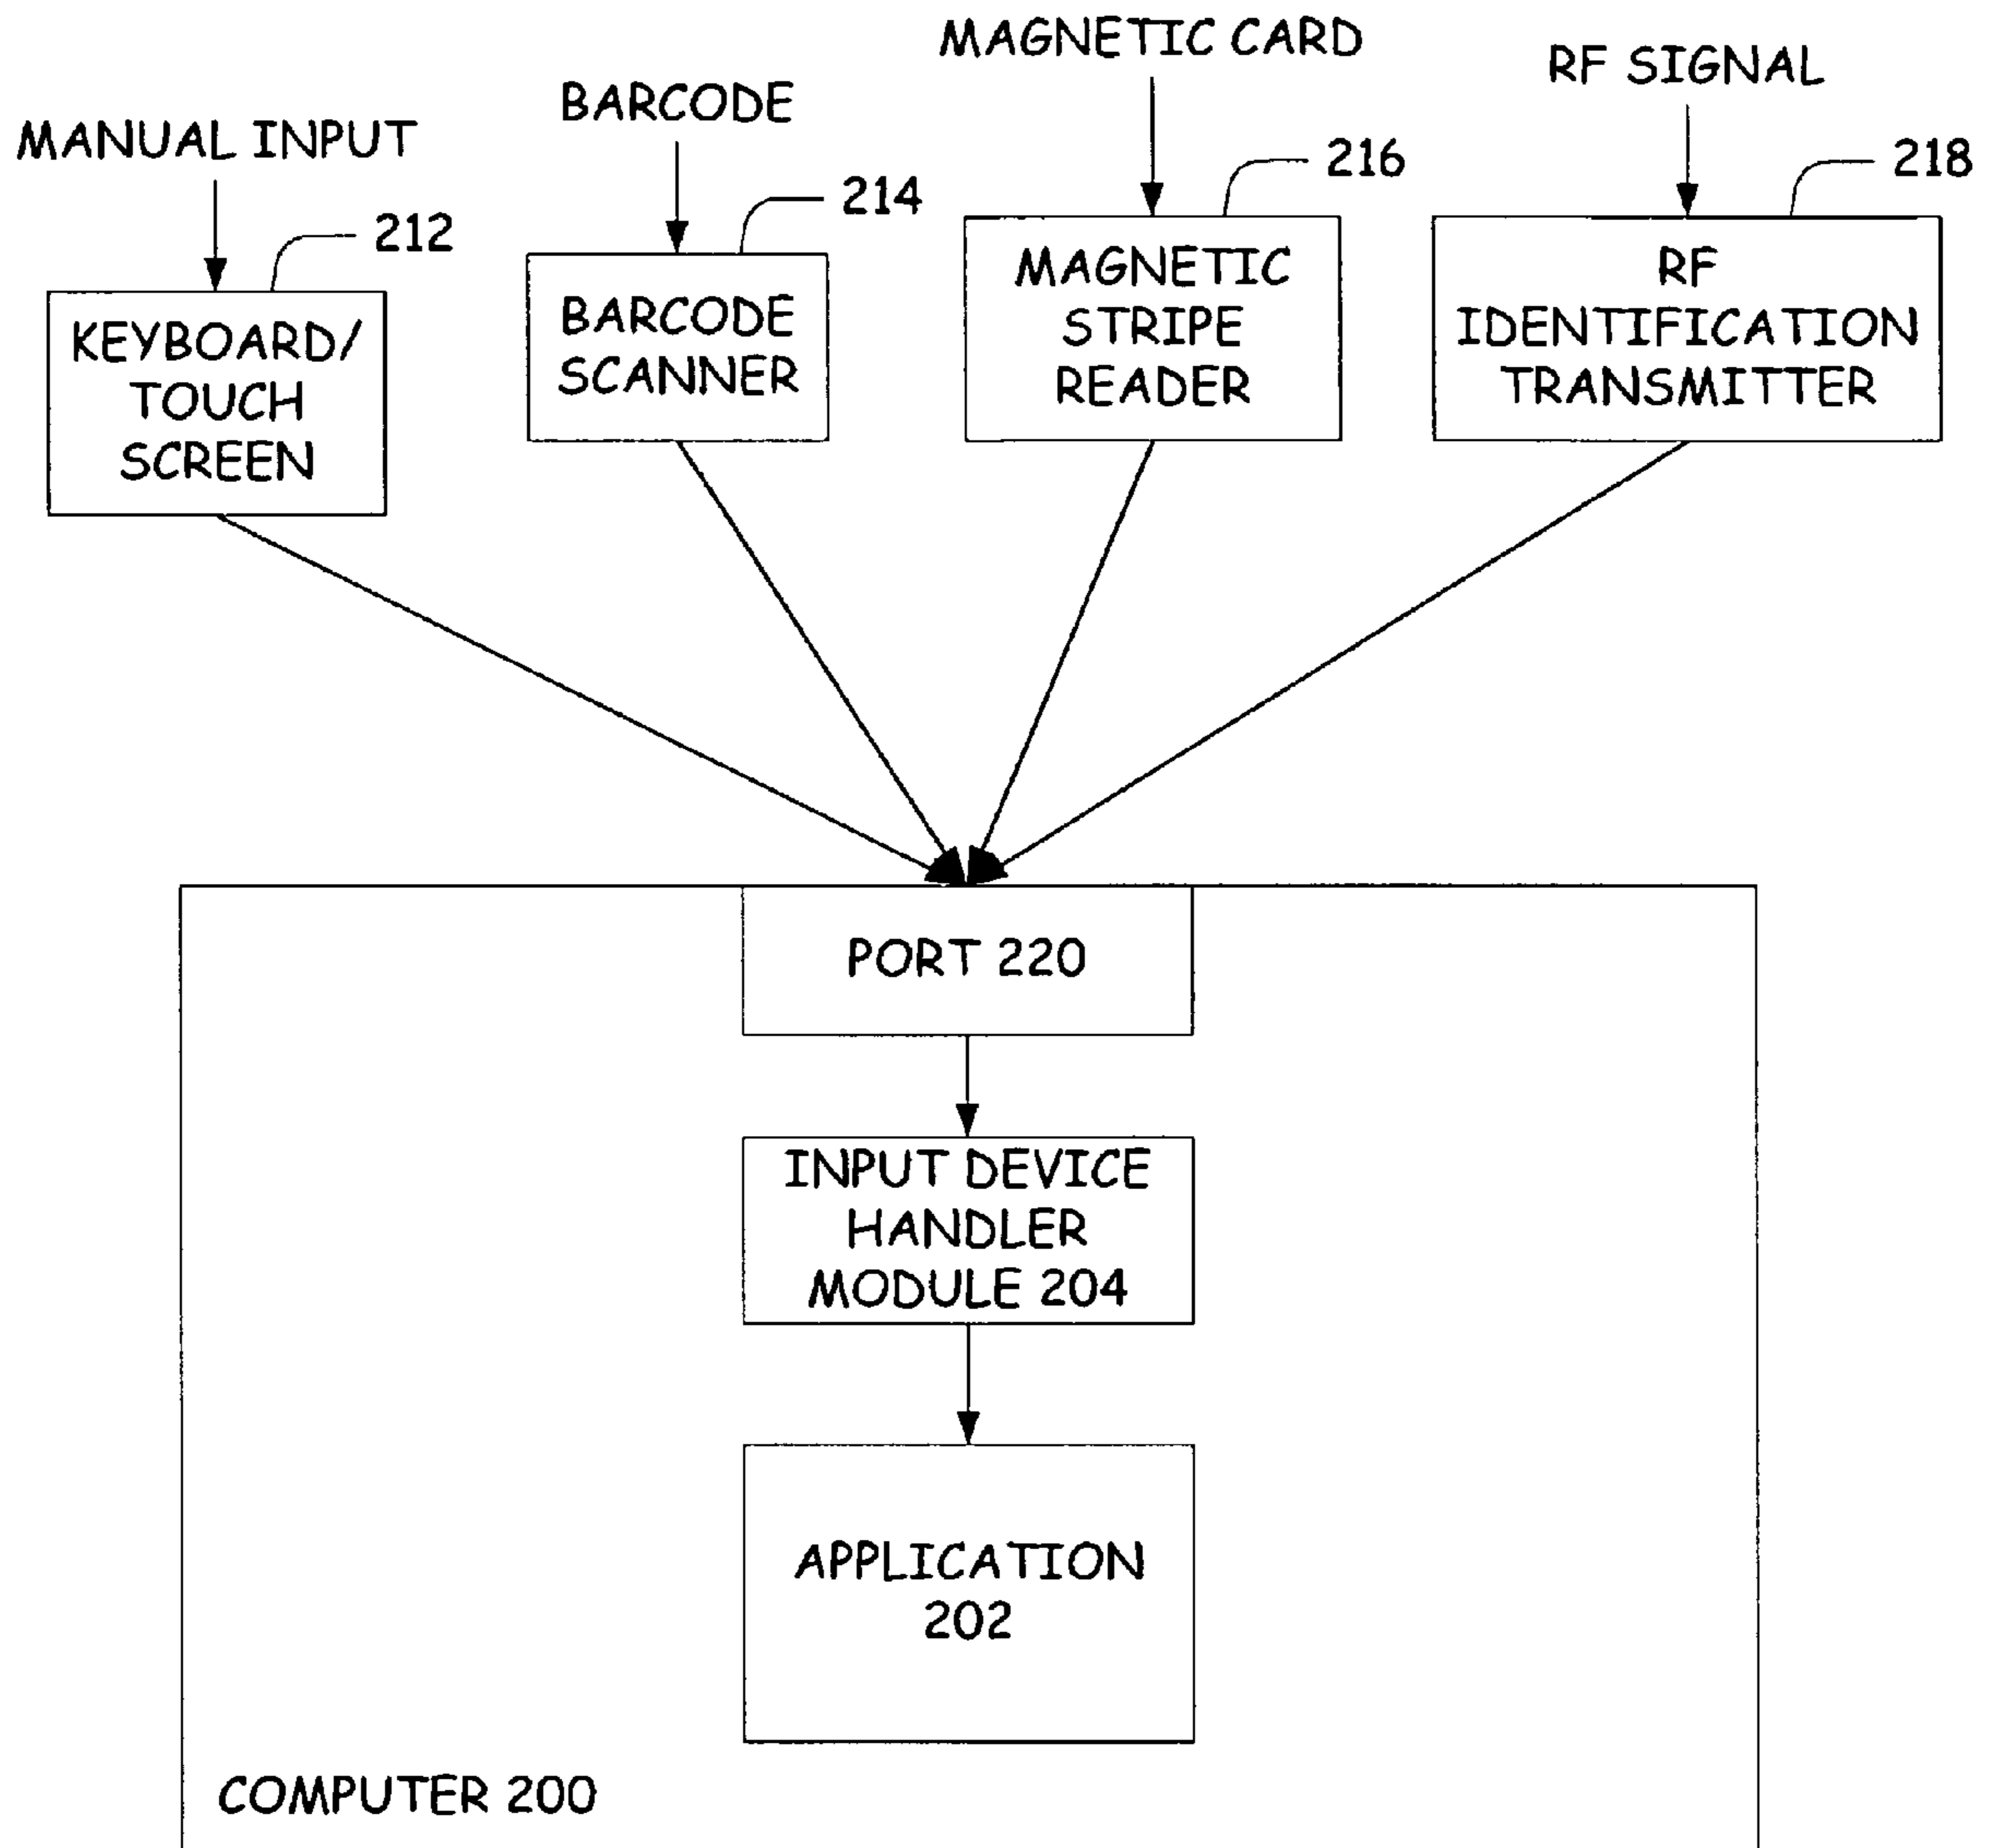 MAGNETIC CARD
RF SIGNAL
BARCODE
MANUAL INPUT
216
218
214
212
KEYBOARD/
TOUCH
SCREEN
BARCODE
SCANNER
MAGNETIC
STRIPE
READER
RF
IDENTIFICATION
TRANSMITTER
PORT 220
INPUT DEVICE
HANDLER
MODULE 204
APPLICATION
202
COMPUTER 200